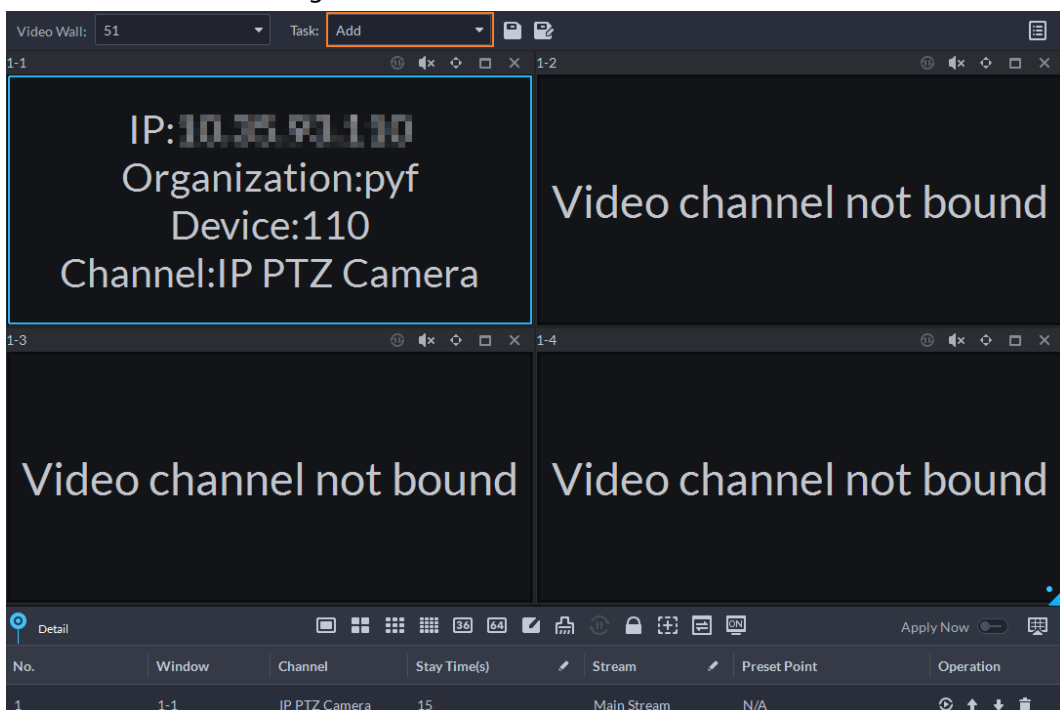 Video Wall: 51 Task: Add
1-1
1-2
IP:
Organization:pyf
Device:110
Channel:IP PTZ Camera
Video channel not bound
1-3
1-4
Video channel not bound
Video channel not bound
Detail 36 64 ON Apply Now
No. Window Channel Stay Time(s) Stream Preset Point Operation
1 1-1 IP PTZ Camera 15 Main Stream N/A